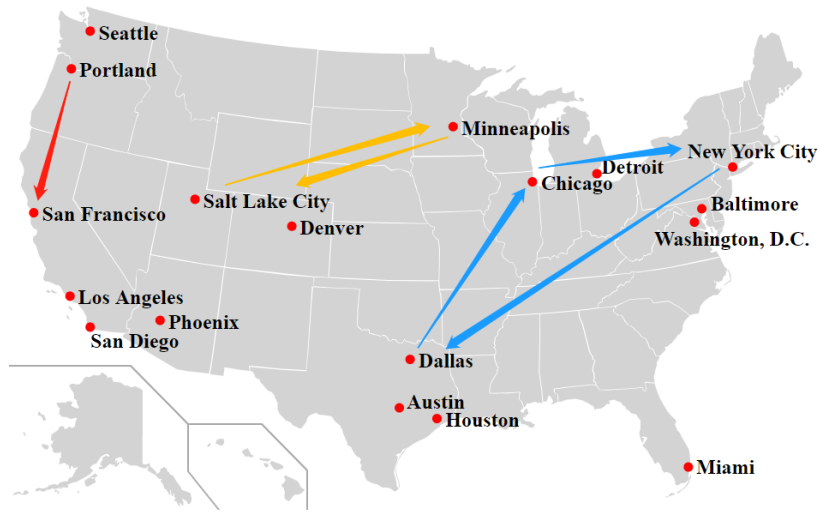 Seattle
Portland
Minneapolis
New York City
Detroit
Chicago
Salt Lake City
Baltimore
San Francisco
Denver
Washington, D.C.
Los Angeles
Phoenix
San Diego
Dallas
Austin
Houston
Miami